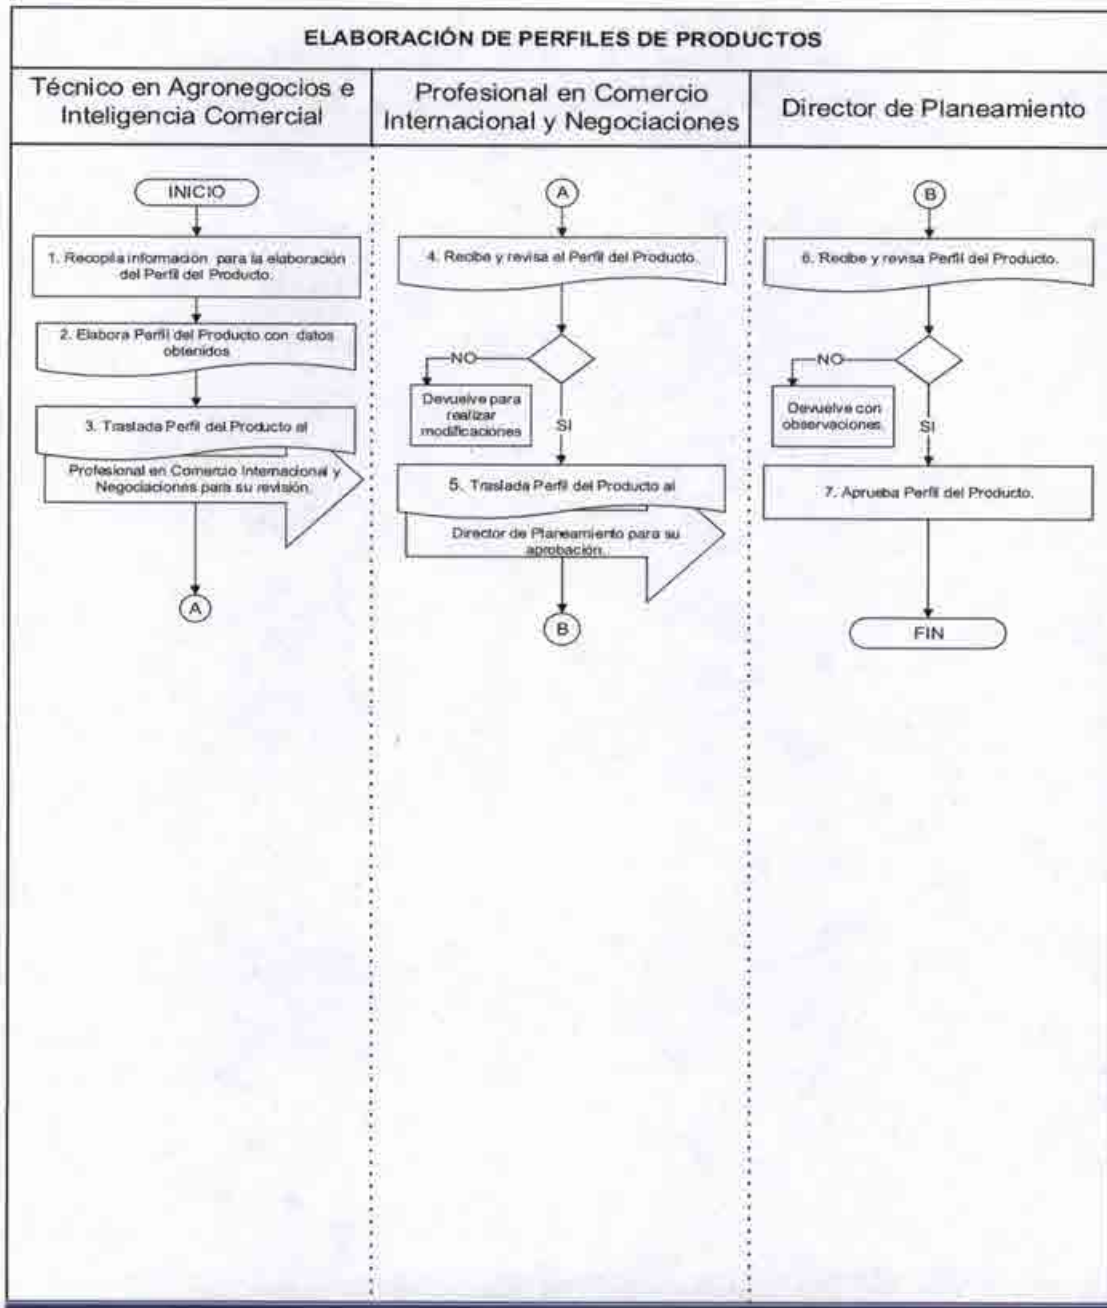 ELABORACIÓN DE PERFILES DE PRODUCTOS
Técnico en Agronegocios e
Inteligencia Comercial
Profesional en Comercio
Internacional y Negociaciones
Director de Planeamiento
INICIO
1. Recopila información para la elaboración
del Perfil del Producto.
2. Elabora Perfil del Producto con datos
obtenidos
3. Traslada Perfil del Producto al
Profesional en Comercio Internacional y
Negociaciones para su revisión.
A
A
4. Recibe y revisa el Perfil del Producto.
NO
Devuelve para
realizar
modificaciones
SI
5. Traslada Perfil del Producto al
Director de Planeamiento para su
aprobación.
B
B
6. Recibe y revisa Perfil del Producto.
NO
Devuelve con
observaciones.
SI
7. Aprueba Perfil del Producto.
FIN